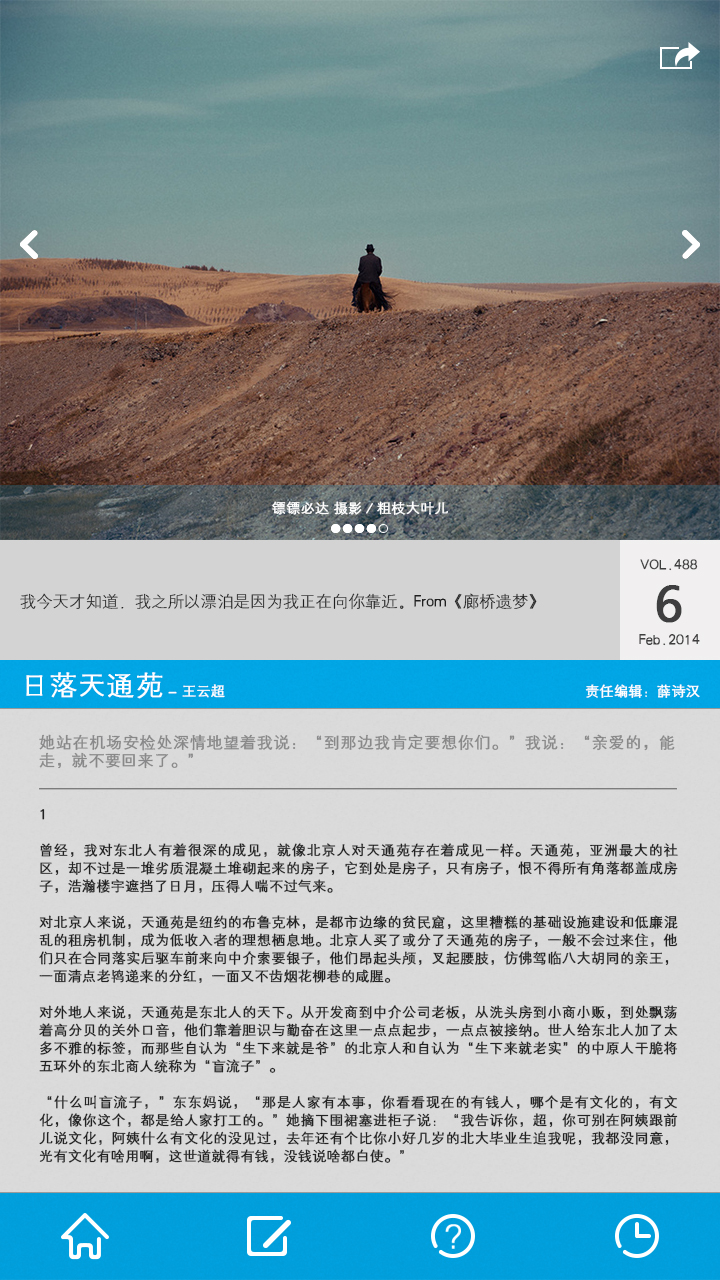 镖镖必达 摄影 / 粗枝大叶儿
我今天才知道．我之所以漂泊是因为我正在向你靠近。From《廊桥遗梦》
VOL.488
6
Feb.2014
日落天通苑 – 王云超
责任编辑：薛诗汉
她站在机场安检处深情地望着我说：“到那边我肯定要想你们。”我说：“亲爱的，能
走，就不要回来了。”
1
曾经，我对东北人有着很深的成见，就像北京人对天通苑存在着成见一样。天通苑，亚洲最大的社
区，却不过是一堆劣质混凝土堆砌起来的房子，它到处是房子，只有房子，恨不得所有角落都盖成房
子，浩瀚楼宇遮挡了日月，压得人喘不过气来。
对北京人来说，天通苑是纽约的布鲁克林，是都市边缘的贫民窟，这里糟糕的基础设施建设和低廉混
乱的租房机制，成为低收入者的理想栖息地。北京人买了或分了天通苑的房子，一般不会过来住，他
们只在合同落实后驱车前来向中介索要银子，他们昂起头颅，叉起腰肢，仿佛驾临八大胡同的亲王，
一面清点老鸨递来的分红，一面又不齿烟花柳巷的咸腥。
对外地人来说，天通苑是东北人的天下。从开发商到中介公司老板，从洗头房到小商小贩，到处飘荡
着高分贝的关外口音，他们靠着胆识与勤奋在这里一点点起步，一点点被接纳。世人给东北人加了太
多不雅的标签，而那些自认为“生下来就是爷”的北京人和自认为“生下来就老实”的中原人干脆将
五环外的东北商人统称为“盲流子”。
“什么叫盲流子，”东东妈说，“那是人家有本事，你看看现在的有钱人，哪个是有文化的，有文
化，像你这个，都是给人家打工的。”她摘下围裙塞进柜子说：“我告诉你，超，你可别在阿姨跟前
儿说文化，阿姨什么有文化的没见过，去年还有个比你小好几岁的北大毕业生追我呢，我都没同意，
光有文化有啥用啊，这世道就得有钱，没钱说啥都白使。”